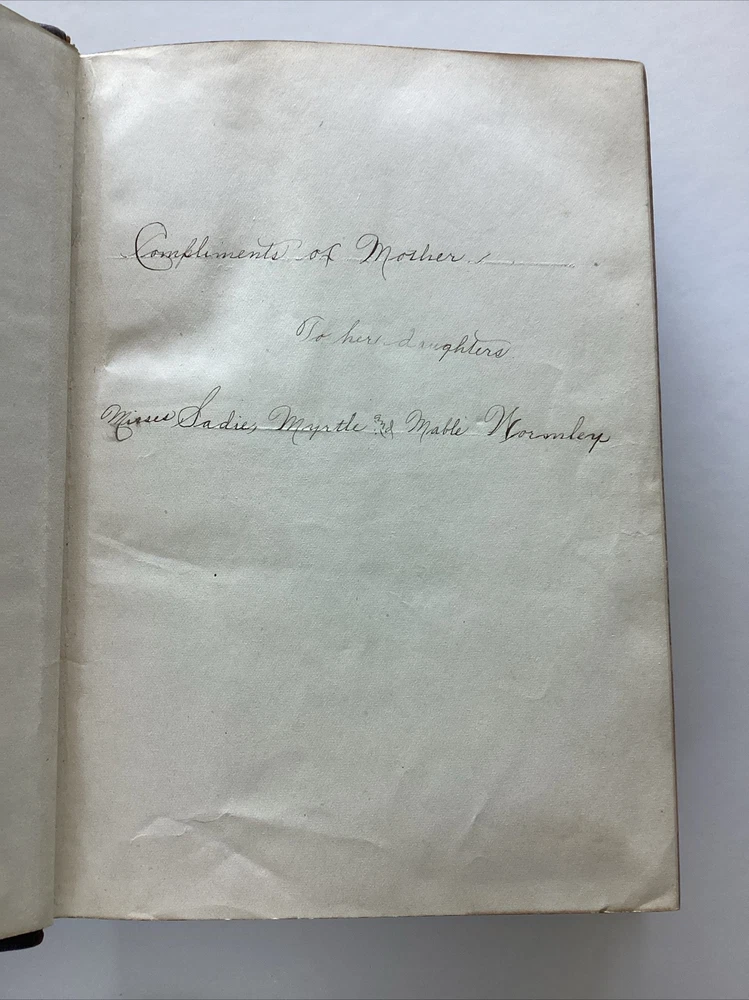 Compliments of Mother
To her daughters
Misses Sadie, Myrtle and Mable Wormley